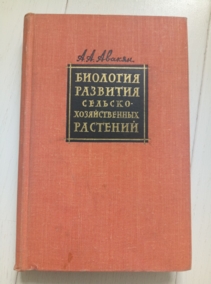 А. А. Авакян
БИОЛОГИЯ
РАЗВИТИЯ
СЕЛЬСКО-
ХОЗЯЙСТВЕННЫХ
РАСТЕНИЙ